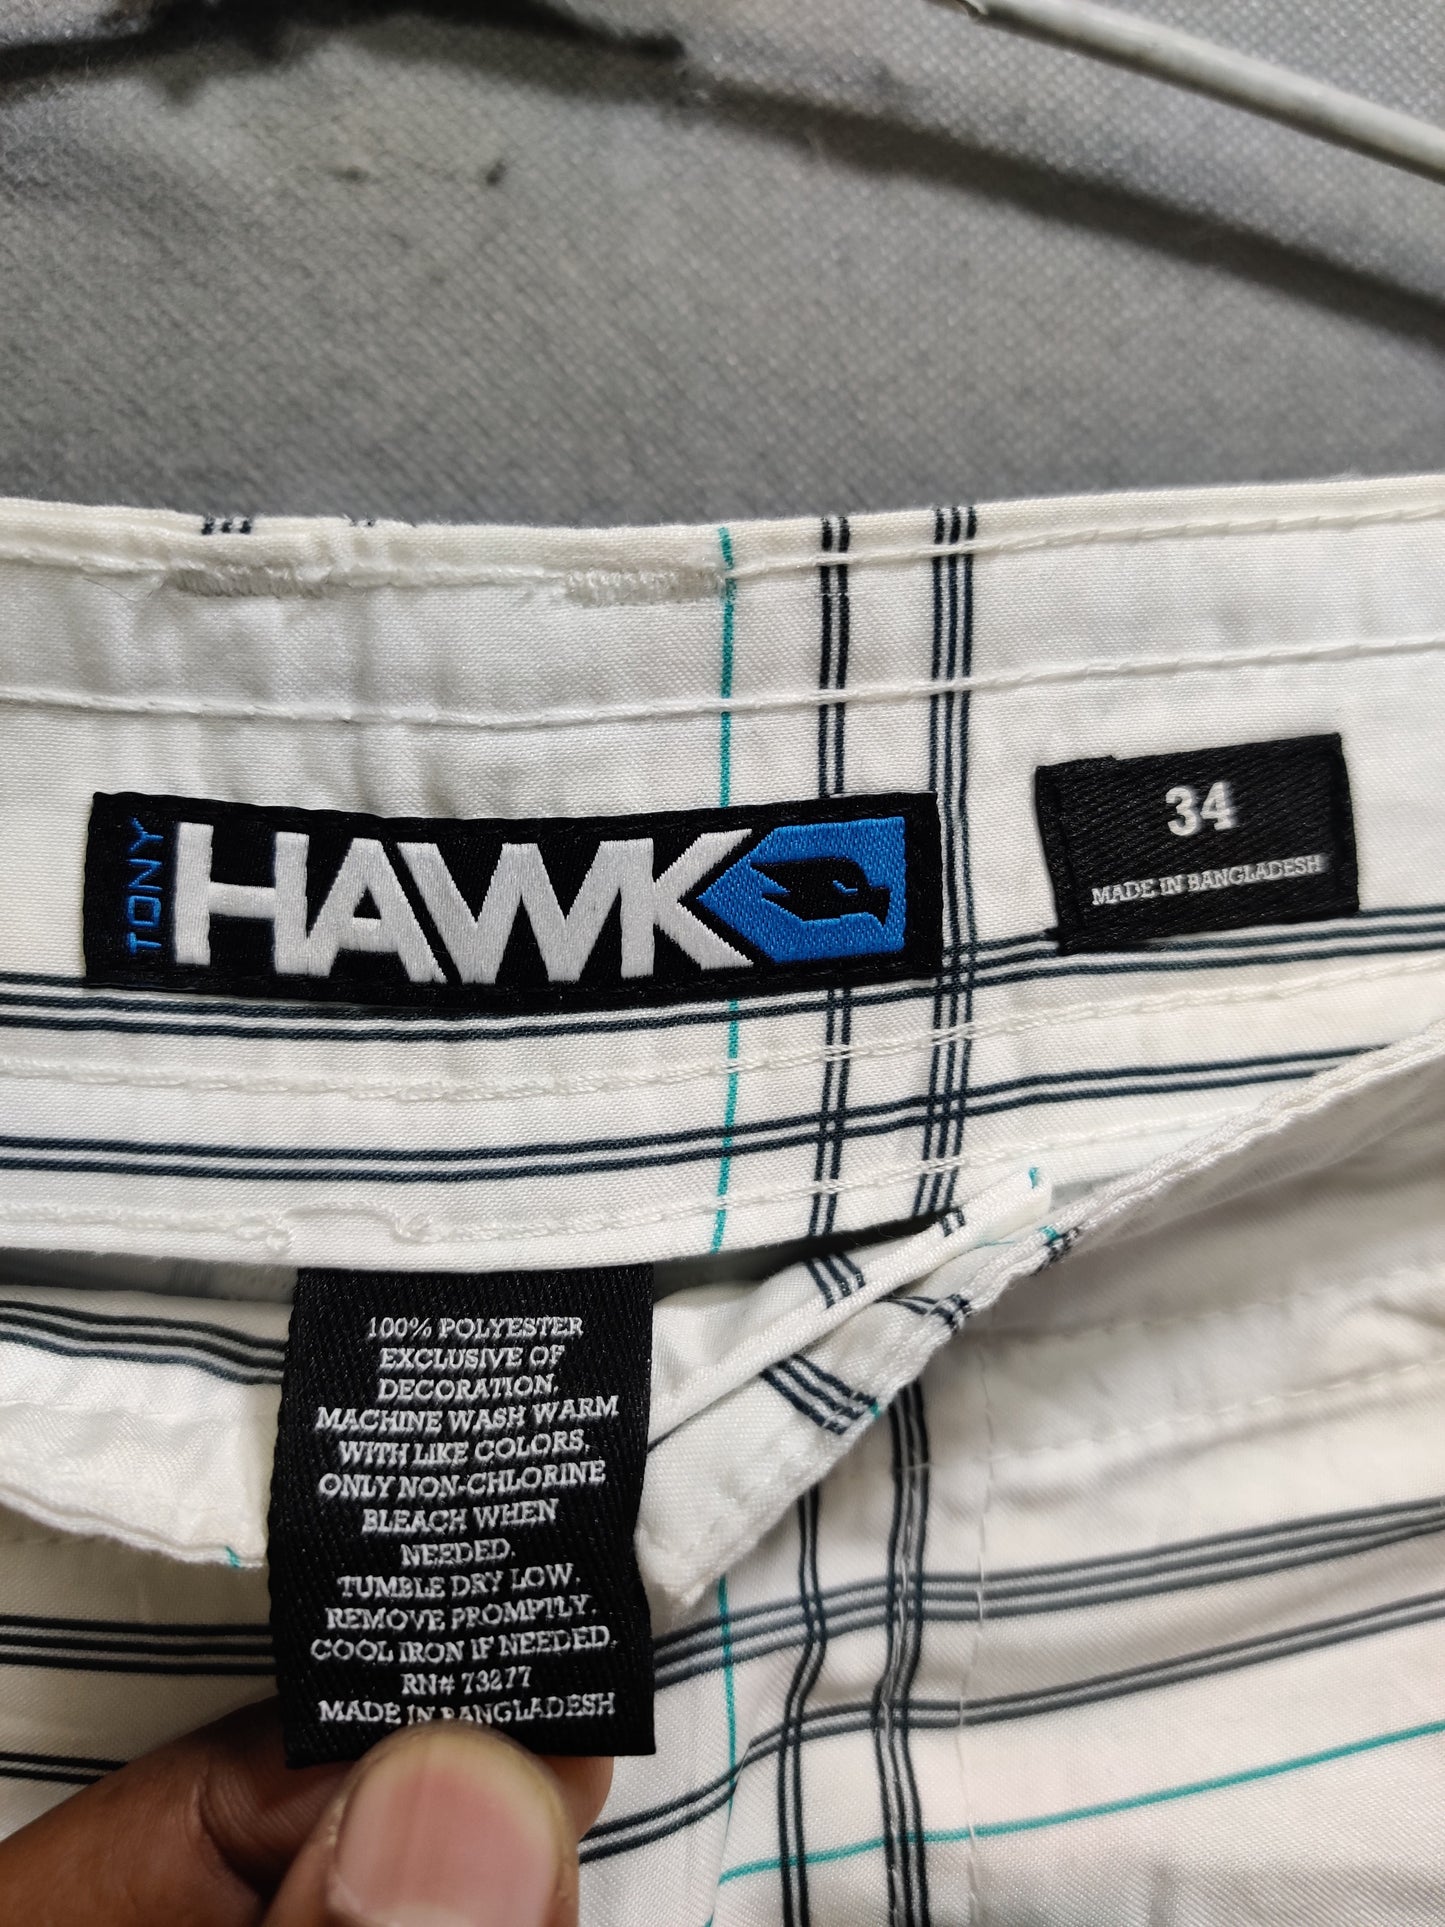 TONY HAWK
34
MADE IN BANGLADESH
100% POLYESTER
EXCLUSIVE OF
DECORATION.
MACHINE WASH WARM
WITH LIKE COLORS.
ONLY NON-CHLORINE
BLEACH WHEN
NEEDED.
TUMBLE DRY LOW.
REMOVE PROMPTLY.
COOL IRON IF NEEDED.
RN# 73277
MADE IN BANGLADESH